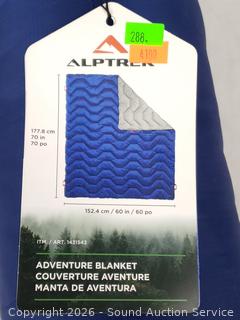 288.
4100
ALPTREK
177.8 cm
70 in
70 po
152.4 cm / 60 in / 60 po
ITM. / ART. 1431543
ADVENTURE BLANKET
COUVERTURE AVENTURE
MANTA DE AVENTURA
Copyright © 2026 - Sound Auction Service